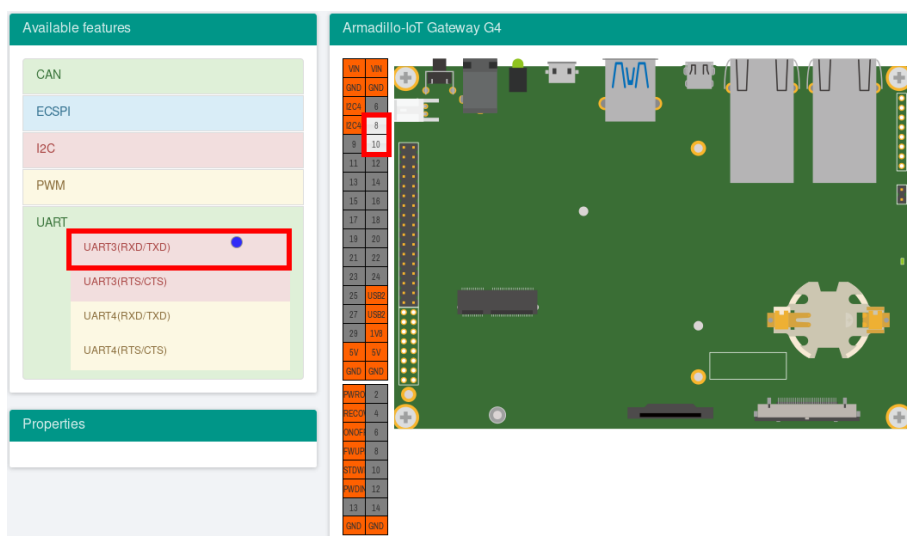 Available features
CAN
ECSPI
I2C
PWM
UART
UART3(RXD/TXD)
UART3(RTS/CTS)
UART4(RXD/TXD)
UART4(RTS/CTS)
Properties
Armadillo-IoT Gateway G4
VIN VIN
GND GND
I2C4 6
I2C4 8
9 10
11 12
13 14
15 16
17 18
19 20
21 22
23 24
25 USB2
27 USB2
29 1V8
5V 5V
GND GND
PWRO 2
RECOV 4
ONOFF 6
FWUP 8
STDWN 10
PWDIN 12
13 14
GND GND